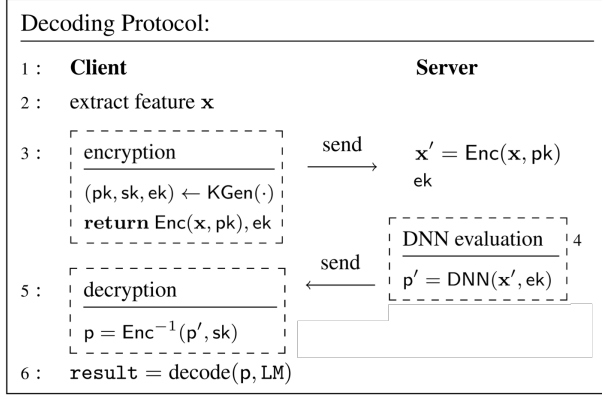 Decoding Protocol:
1 : Client Server
2 : extract feature x
3 : encryption send x′ = Enc(x, pk)
(pk, sk, ek) ← KGen(·) ek
return Enc(x, pk), ek
DNN evaluation 4
5 : decryption send p′ = DNN(x′, ek)
p = Enc⁻¹(p′, sk)
6 : result = decode(p, LM)